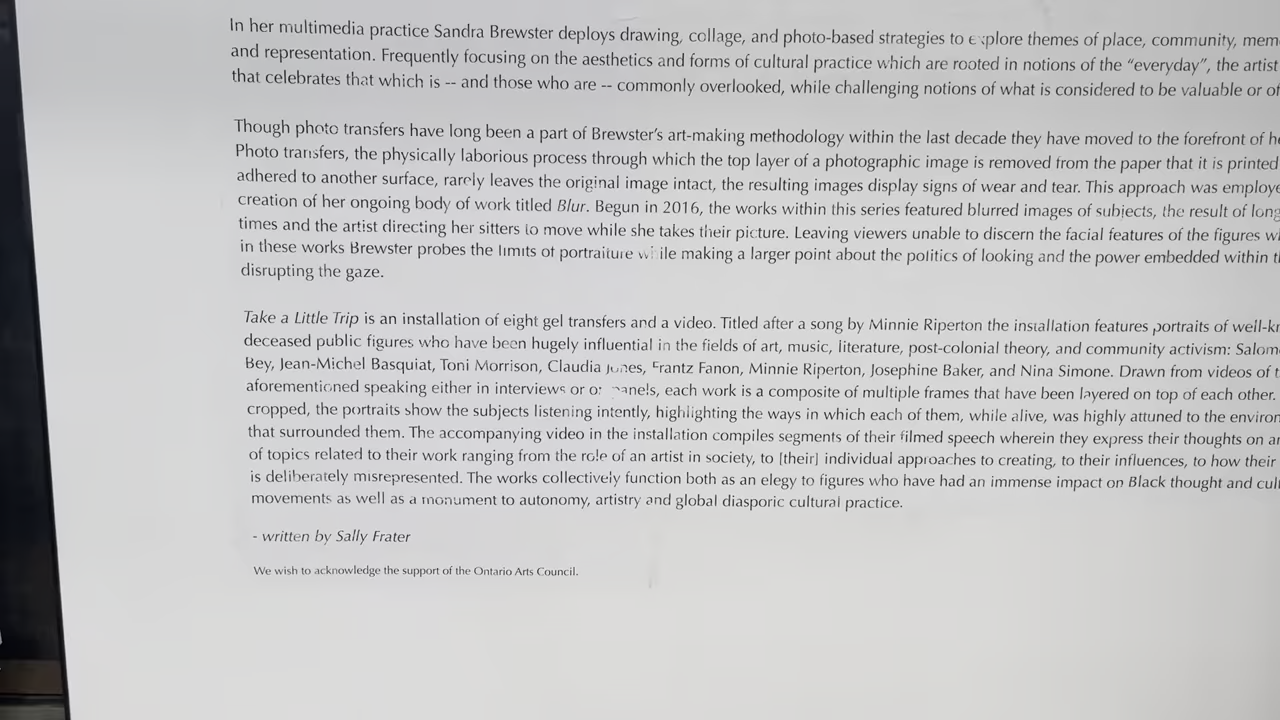 In her multimedia practice Sandra Brewster deploys drawing, collage, and photo-based strategies to explore themes of place, community,
and representation. Frequently focusing on the aesthetics and forms of cultural practice which are rooted in notions of the “everyday”, the artist
that celebrates that which is -- and those who are -- commonly overlooked, while challenging notions of what is considered to be valuable or
Though photo transfers have long been a part of Brewster’s art-making methodology within the last decade they have moved to the forefront of
Photo transfers, the physically laborious process through which the top layer of a photographic image is removed from the paper that it is printed
adhered to another surface, rarely leaves the original image intact, the resulting images display signs of wear and tear. This approach was
creation of her ongoing body of work titled Blur. Begun in 2016, the works within this series featured blurred images of subjects, the result of long
times and the artist directing her sitters to move while she takes their picture. Leaving viewers unable to discern the facial features of the figures
in these works Brewster probes the limits of portraiture while making a larger point about the politics of looking and the power embedded within
disrupting the gaze.
Take a Little Trip is an installation of eight gel transfers and a video. Titled after a song by Minnie Riperton the installation features portraits of
deceased public figures who have been hugely influential in the fields of art, music, literature, post-colonial theory, and community activism:
Bey, Jean-Michel Basquiat, Toni Morrison, Claudia Jones, Frantz Fanon, Minnie Riperton, Josephine Baker, and Nina Simone. Drawn from videos of
aforementioned speaking either in interviews or on panels, each work is a composite of multiple frames that have been layered on top of each other.
cropped, the portraits show the subjects listening intently, highlighting the ways in which each of them, while alive, was highly attuned to the
that surrounded them. The accompanying video in the installation compiles segments of their filmed speech wherein they express their thoughts on
of topics related to their work ranging from the role of an artist in society, to [their] individual approaches to creating, to their influences, to how their
is deliberately misrepresented. The works collectively function both as an elegy to figures who have had an immense impact on Black thought and
movements as well as a monument to autonomy, artistry and global diasporic cultural practice.
- written by Sally Frater
We wish to acknowledge the support of the Ontario Arts Council.